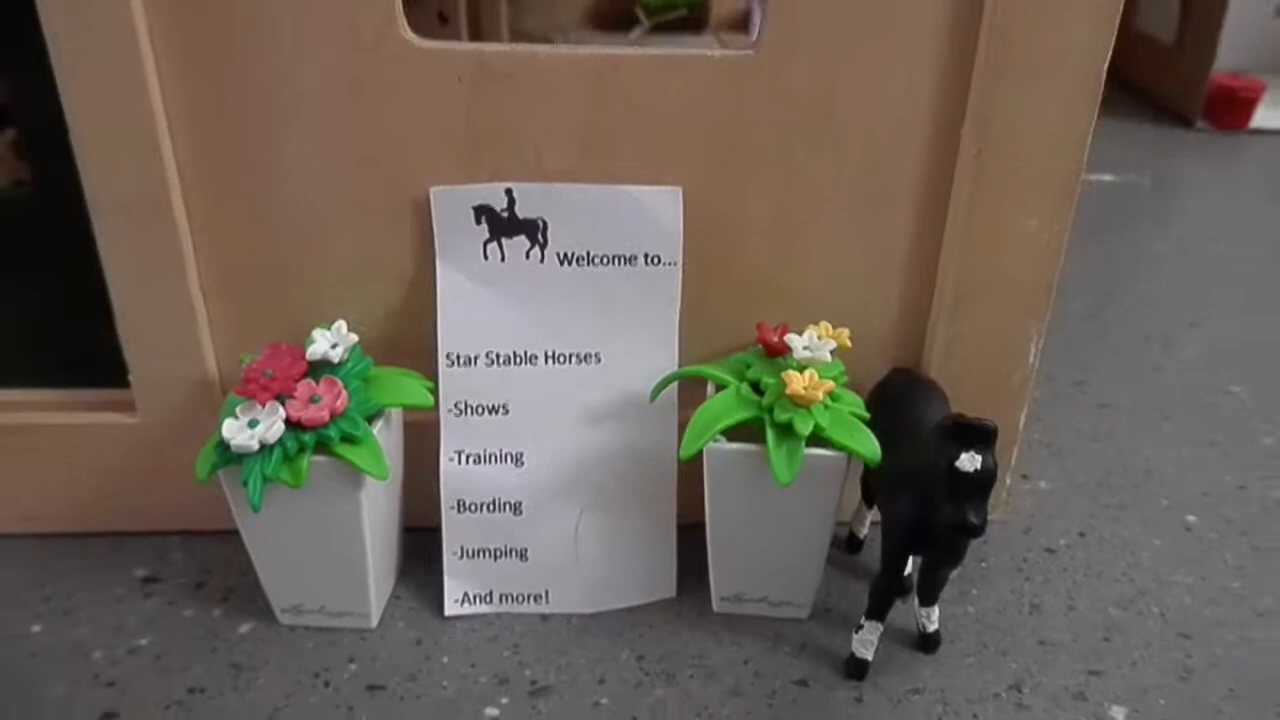 Welcome to...
Star Stable Horses
-Shows
-Training
-Bording
-Jumping
-And more!